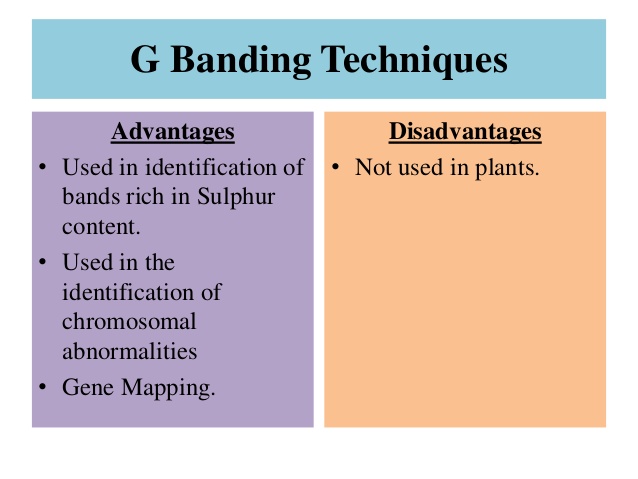 G Banding Techniques
Advantages
• Used in identification of
bands rich in Sulphur
content.
• Used in the
identification of
chromosomal
abnormalities
• Gene Mapping.
Disadvantages
• Not used in plants.